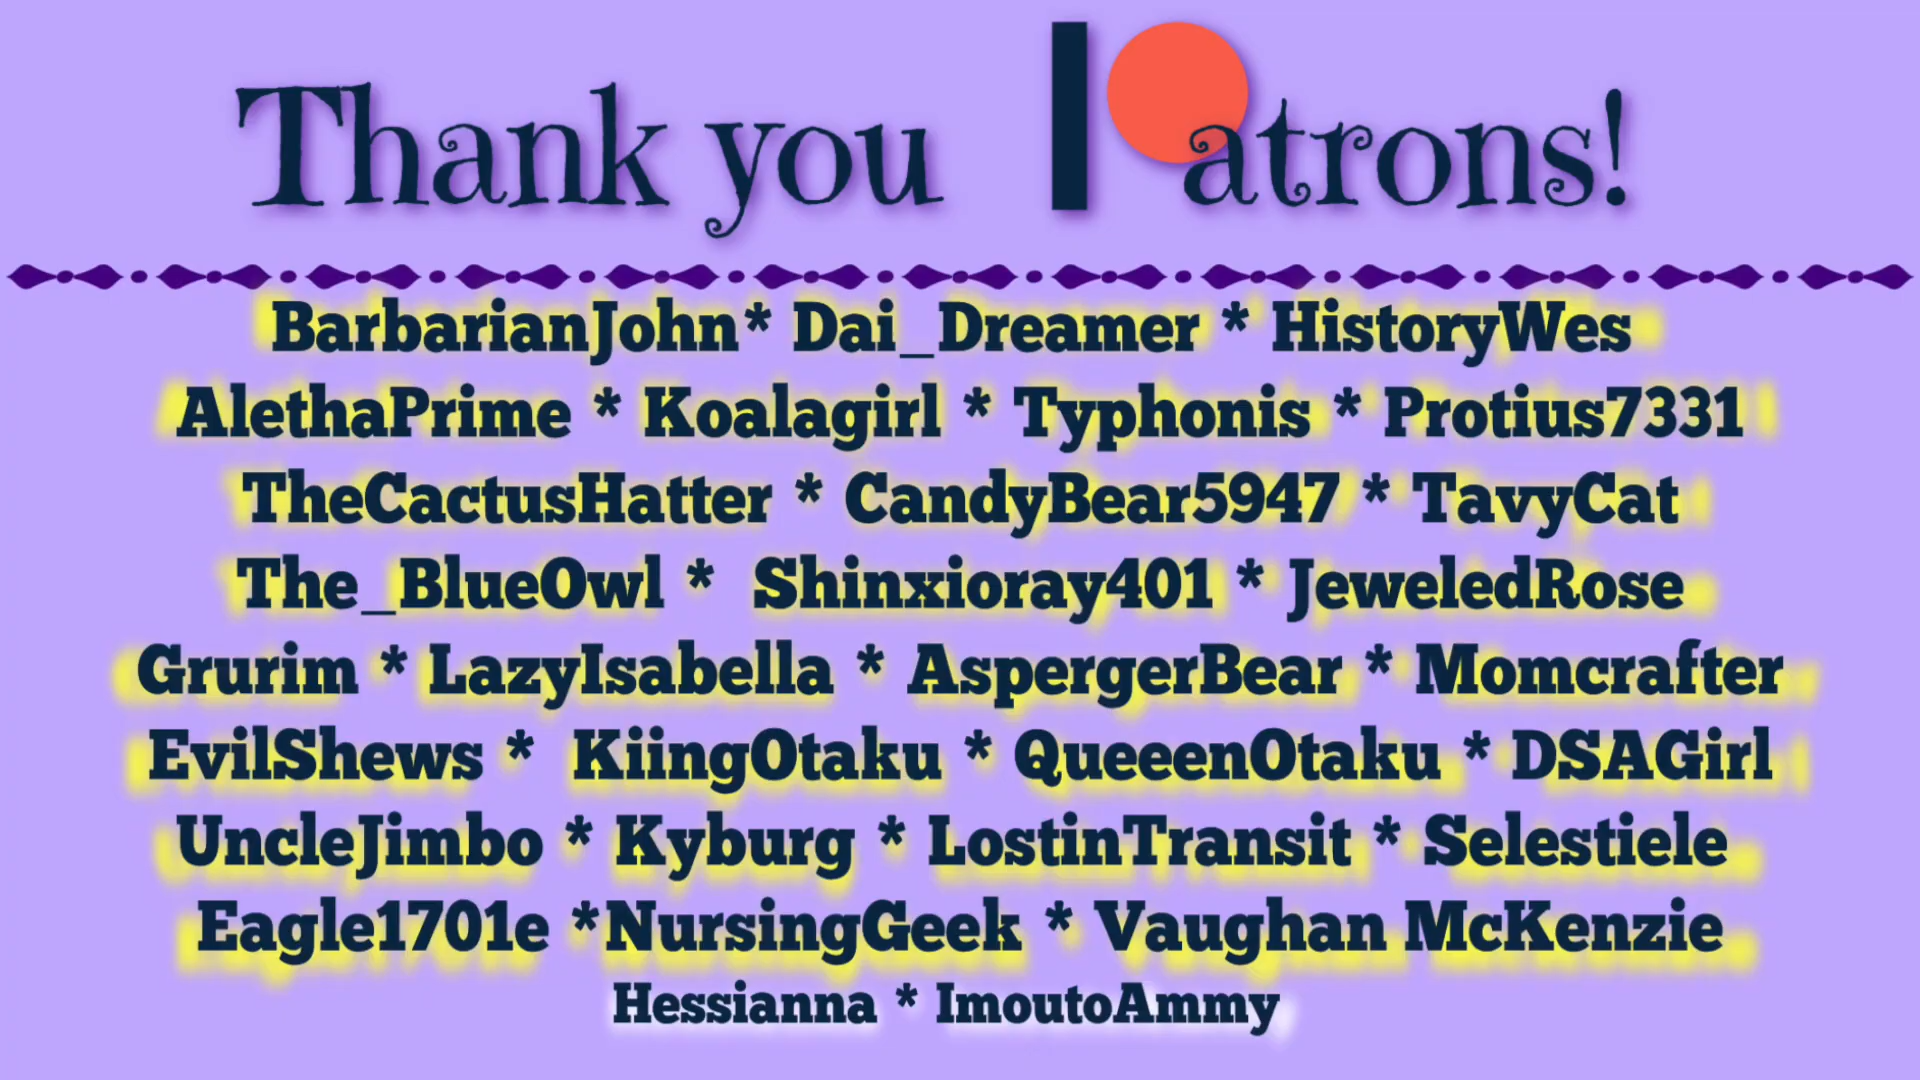 Thank you Patrons!
BarbarianJohn* Dai_Dreamer * HistoryWes
AlethaPrime * Koalagirl * Typhonis * Protius7331
TheCactusHatter * CandyBear5947 * TavyCat
The_BlueOwl * Shinxioray401 * JeweledRose
Grurim * LazyIsabella * AspergerBear * Momcrafter
EvilShews * KiingOtaku * QueeenOtaku * DSAGirl
UncleJimbo * Kyburg * LostinTransit * Selestiele
Eagle1701e *NursingGeek * Vaughan McKenzie
Hessianna * ImoutoAmmy